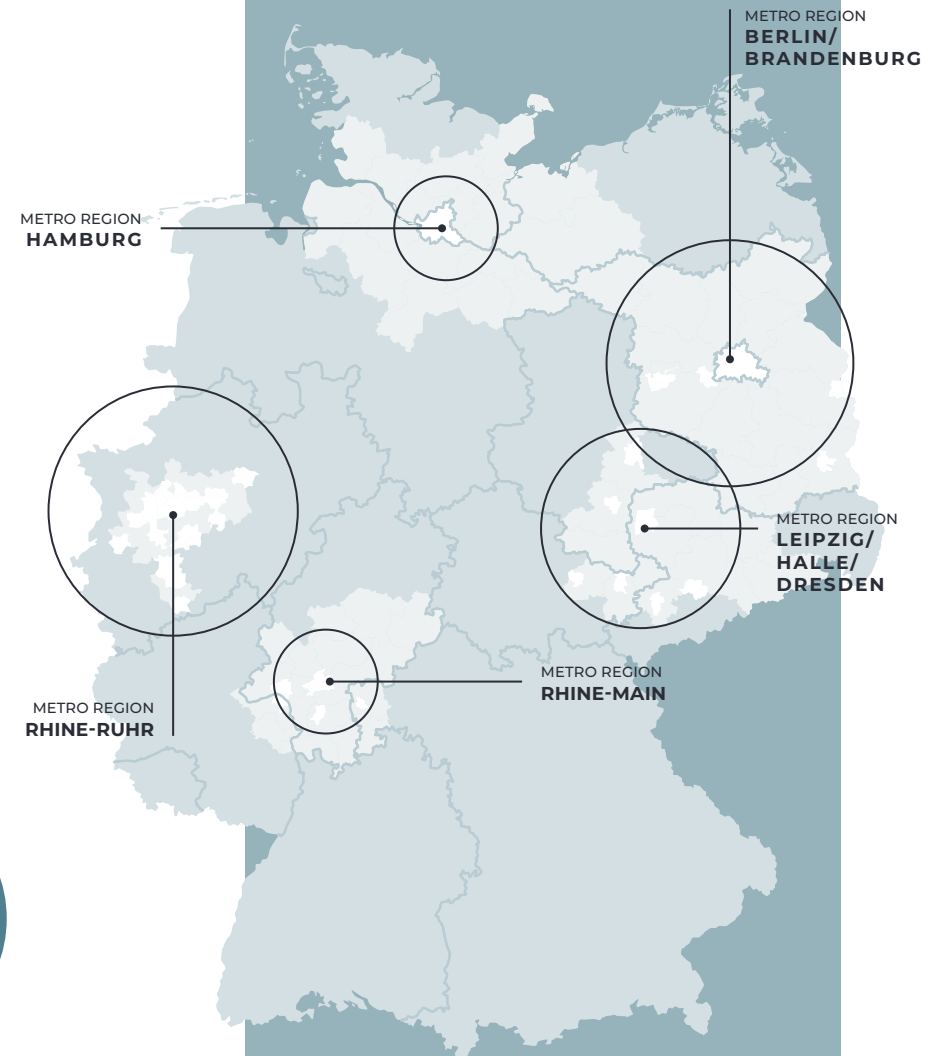 METRO REGION
BERLIN/
BRANDENBURG
METRO REGION
HAMBURG
METRO REGION
LEIPZIG/
HALLE/
DRESDEN
METRO REGION
RHINE-MAIN
METRO REGION
RHINE-RUHR